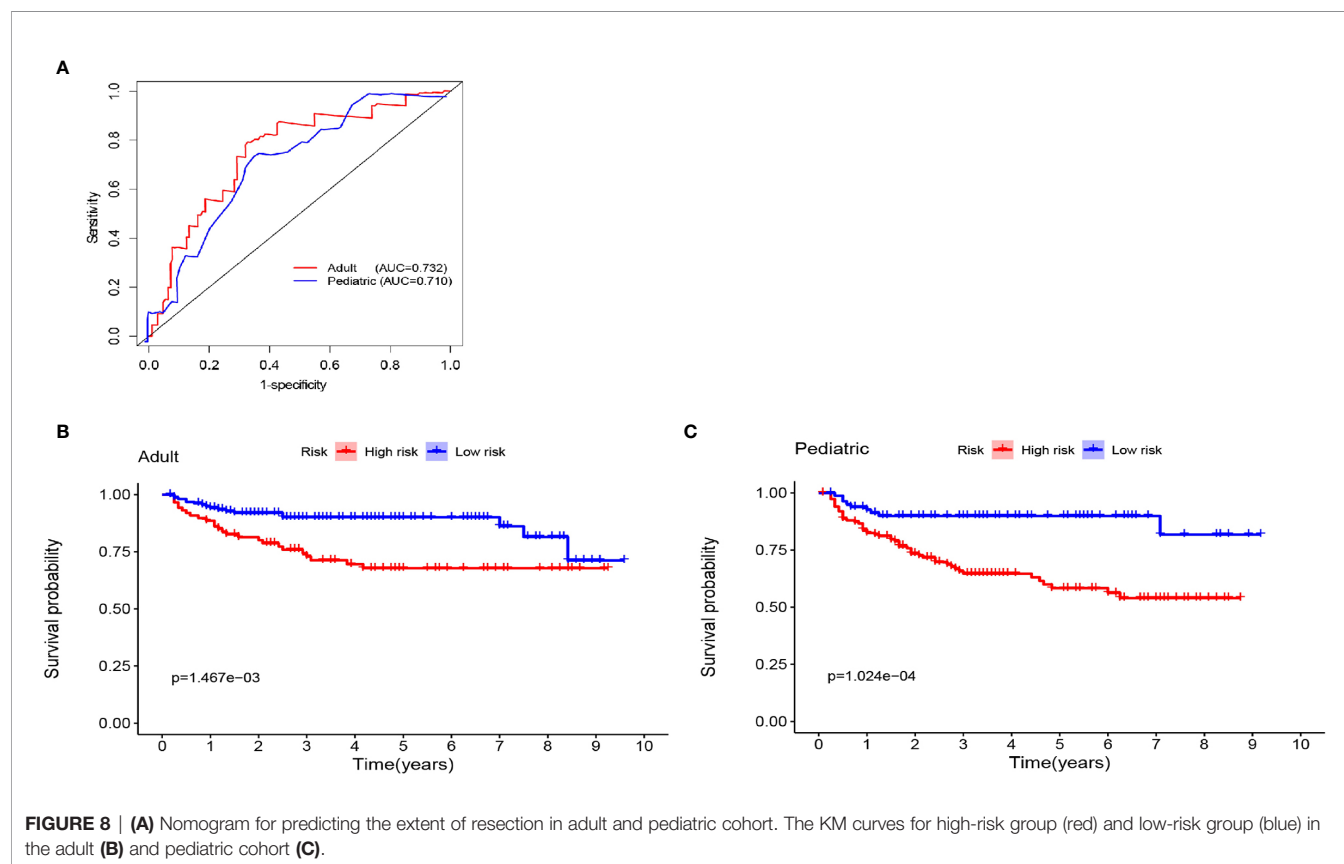 A
1.0
0.8
0.6
0.4
0.2
0.0
Sensitivity
Adult (AUC=0.732)
Pediatric (AUC=0.710)
0.0 0.2 0.4 0.6 0.8 1.0
1-specificity
B
Adult
Risk High risk Low risk
1.00
0.75
0.50
0.25
0.00
Survival probability
p=1.467e−03
0 1 2 3 4 5 6 7 8 9 10
Time(years)
C
Pediatric
Risk High risk Low risk
1.00
0.75
0.50
0.25
0.00
Survival probability
p=1.024e−04
0 1 2 3 4 5 6 7 8 9 10
Time(years)
FIGURE 8 | (A) Nomogram for predicting the extent of resection in adult and pediatric cohort. The KM curves for high-risk group (red) and low-risk group (blue) in
the adult (B) and pediatric cohort (C).